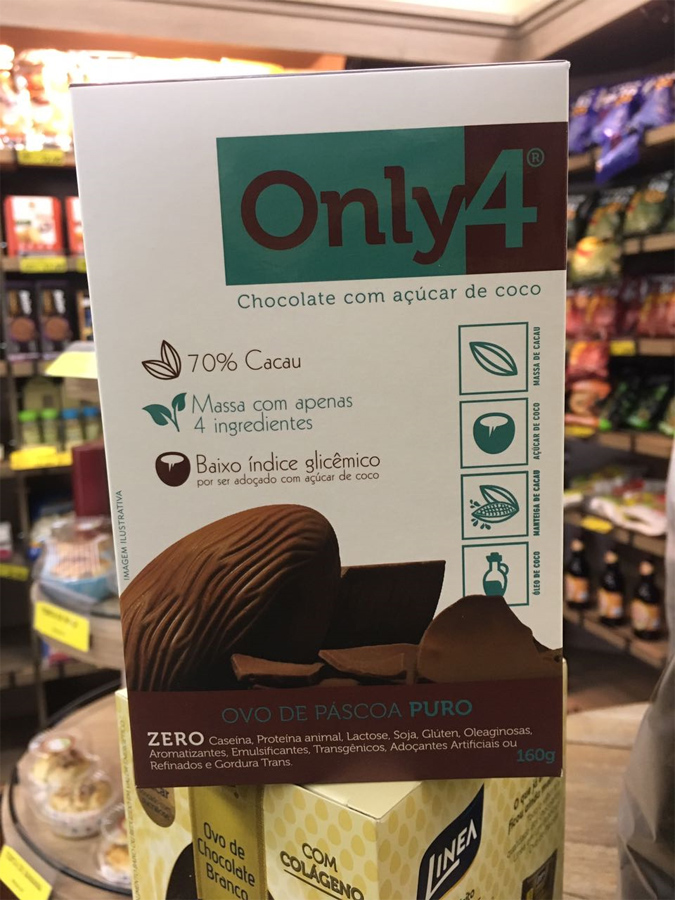 Only4®
Chocolate com açúcar de coco
70% Cacau
Massa com apenas
4 ingredientes
Baixo índice glicêmico
por ser adoçado com açúcar de coco
MASSA DE CACAU
AÇÚCAR DE COCO
MANTEIGA DE CACAU
ÓLEO DE COCO
IMAGEM ILUSTRATIVA
OVO DE PÁSCOA PURO
ZERO Caseína, Proteína animal, Lactose, Soja, Glúten, Oleaginosas,
Aromatizantes, Emulsificantes, Transgênicos, Adoçantes Artificiais ou
Refinados e Gordura Trans.
160g
Ovo de
Chocolate
Branco
COM
COLÁGENO
LINEA